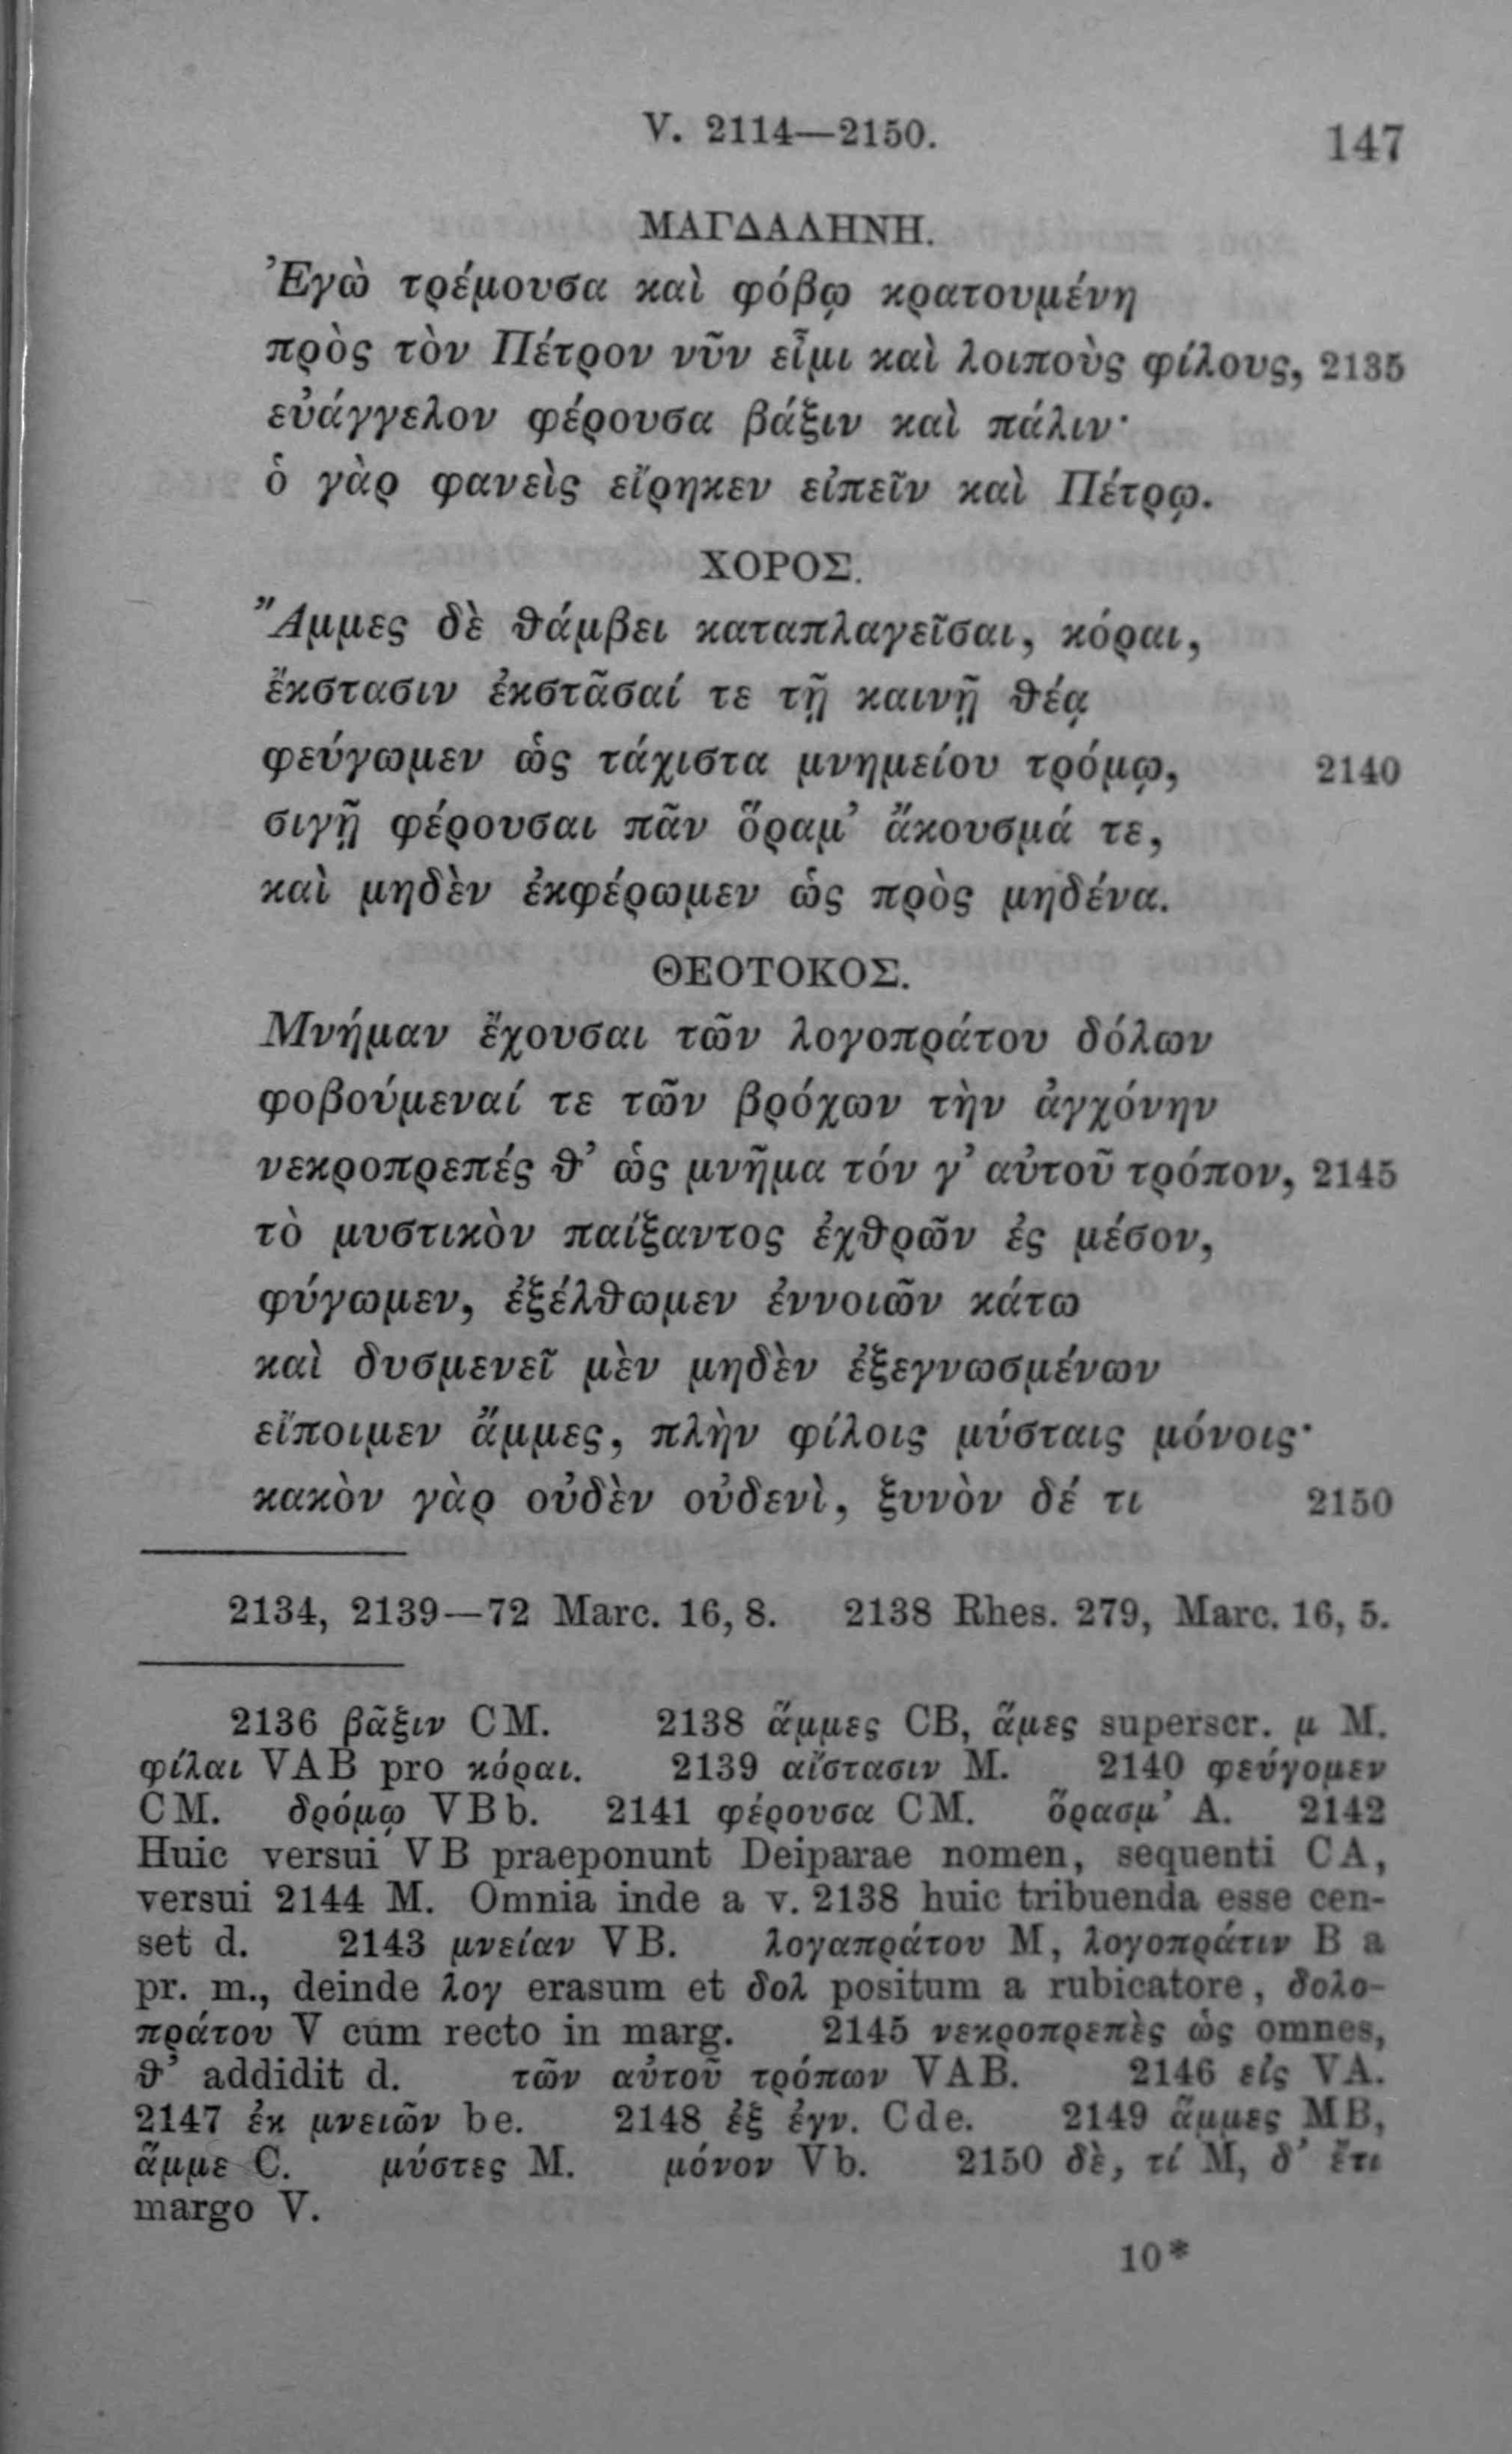 V. 2114—2150.
147
ΜΑΓΔΑΛΗΝΗ.
Ἐγὼ τρέμουσα καὶ φόβῳ κρατουμένη
πρὸς τὸν Πέτρον νῦν εἶμι καὶ λοιποὺς φίλους, 2135
εὐάγγελον φέρουσα βάξιν καὶ πάλιν·
ὁ γὰρ φανεὶς εἴρηκεν εἰπεῖν καὶ Πέτρῳ.
ΧΟΡΟΣ.
Ἄμμες δὲ θάμβει καταπλαγεῖσαι, κόραι,
ἔκστασιν ἐκστᾶσαί τε τῇ καινῇ θέᾳ
φεύγωμεν ὡς τάχιστα μνημείου τρόμῳ, 2140
σιγῇ φέρουσαι πᾶν ὅραμ’ ἄκουσμά τε,
καὶ μηδὲν ἐκφέρωμεν ὡς πρὸς μηδένα.
ΘΕΟΤΟΚΟΣ.
Μνήμαν ἔχουσαι τῶν λογοπράτου δόλων
φοβούμεναί τε τῶν βρόχων τὴν ἀγχόνην
νεκροπρεπές θ’ ὡς μνῆμα τόν γ’ αὐτοῦ τρόπον, 2145
τὸ μυστικὸν παίξαντος ἐχθρῶν ἐς μέσον,
φύγωμεν, ἐξέλθωμεν ἐννοιῶν κάτω
καὶ δυσμενεῖ μὲν μηδὲν ἐξεγνωσμένων
εἴποιμεν ἄμμες, πλὴν φίλοις μύσταις μόνοις·
κακὸν γὰρ οὐδὲν οὐδενὶ, ξυνὸν δέ τι 2150
2134, 2139—72 Marc. 16, 8. 2138 Rhes. 279, Marc. 16, 5.
2136 βᾶξιν CM. 2138 ἄμμες CB, ἄμες superscr. μ M.
φίλαι VAB pro κόραι. 2139 αἴστασιν M. 2140 φεύγομεν
CM. δρόμῳ VBb. 2141 φέρουσα CM. ὅρασμ’ A. 2142
Huic versui VB praeponunt Deiparae nomen, sequenti CA,
versui 2144 M. Omnia inde a v. 2138 huic tribuenda esse cen-
set d. 2143 μνείαν VB. λογαπράτου M, λογοπράτιν B a
pr. m., deinde λογ erasum et δολ positum a rubicatore, δολο-
πράτου V cum recto in marg. 2145 νεκροπρεπὲς ὡς omnes,
θ’ addidit d. τῶν αὐτοῦ τρόπων VAB. 2146 εἰς VA.
2147 ἐκ μνειῶν be. 2148 ἐξ ἐγν. Cde. 2149 ἄμμες MB,
ἄμμε C. μύστες M. μόνον Vb. 2150 δὲ, τί M, δ’ ἔτι
margo V.
10*